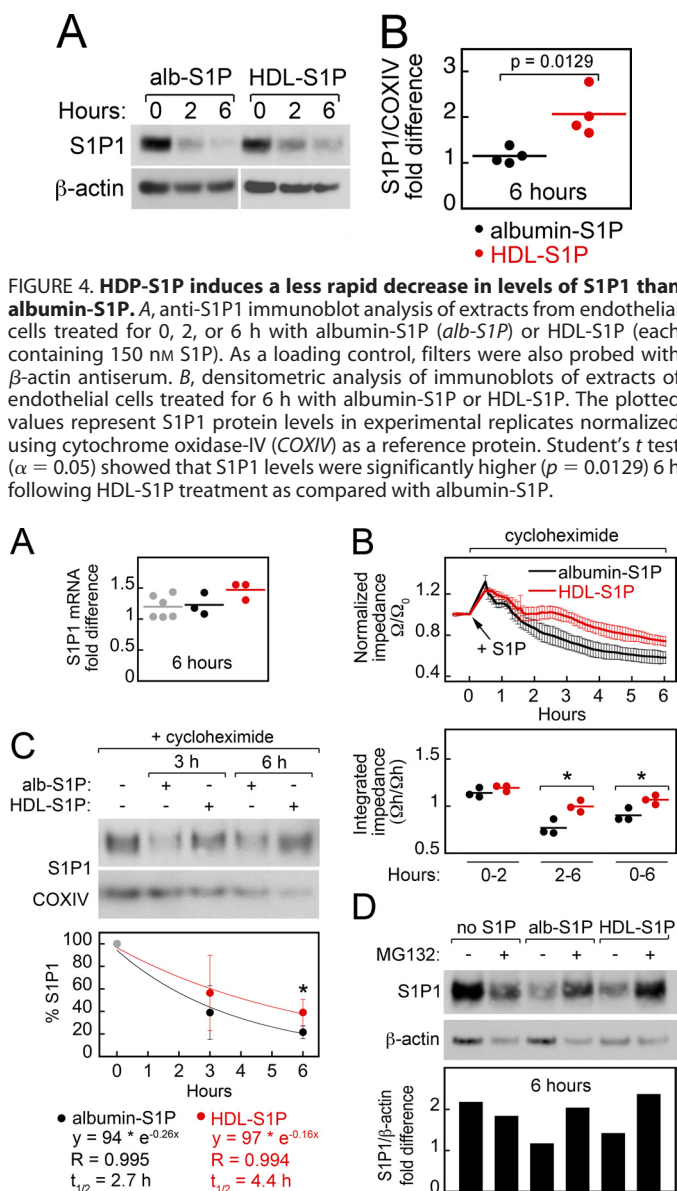 A
alb-S1P HDL-S1P
Hours: 0 2 6 0 2 6
S1P1
β-actin
B
S1P1/COXIV
fold difference
3
2
1
0
p = 0.0129
6 hours
albumin-S1P
HDL-S1P
FIGURE 4. HDP-S1P induces a less rapid decrease in levels of S1P1 than
albumin-S1P. A, anti-S1P1 immunoblot analysis of extracts from endothelial
cells treated for 0, 2, or 6 h with albumin-S1P (alb-S1P) or HDL-S1P (each
containing 150 nM S1P). As a loading control, filters were also probed with
β-actin antiserum. B, densitometric analysis of immunoblots of extracts of
endothelial cells treated for 6 h with albumin-S1P or HDL-S1P. The plotted
values represent S1P1 protein levels in experimental replicates normalized
using cytochrome oxidase-IV (COXIV) as a reference protein. Student's t test
(α = 0.05) showed that S1P1 levels were significantly higher (p = 0.0129) 6 h
following HDL-S1P treatment as compared with albumin-S1P.
A
S1P1 mRNA
fold difference
1.5
1
0
6 hours
B
cycloheximide
Normalized
impedance
Ω/Ω0
1.2
0.8
0.4
albumin-S1P
HDL-S1P
+ S1P
0 1 2 3 4 5 6
Hours
Integrated
impedance
(Ωh/Ωh)
1.5
1
0.5
* *
Hours: 0-2 2-6 0-6
C
+ cycloheximide
3 h 6 h
alb-S1P: - + - + -
HDL-S1P: - - + - +
S1P1
COXIV
% S1P1
100
80
60
40
20
0
*
0 1 2 3 4 5 6
Hours
albumin-S1P HDL-S1P
y = 94 * e-0.26x y = 97 * e-0.16x
R = 0.995 R = 0.994
t1/2 = 2.7 h t1/2 = 4.4 h
D
no S1P alb-S1P HDL-S1P
MG132: - + - + - +
S1P1
β-actin
S1P1/β-actin
fold difference
2
1
0
6 hours